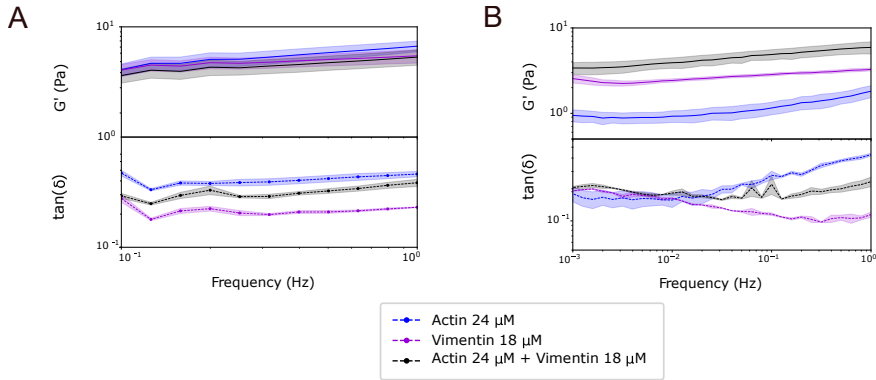 A
G' (Pa)
10¹
10⁰
tan(δ)
10⁻¹
10⁻¹
10⁰
Frequency (Hz)
B
G' (Pa)
10¹
10⁰
tan(δ)
10⁻¹
10⁻³
10⁻²
10⁻¹
10⁰
Frequency (Hz)
Actin 24 μM
Vimentin 18 μM
Actin 24 μM + Vimentin 18 μM